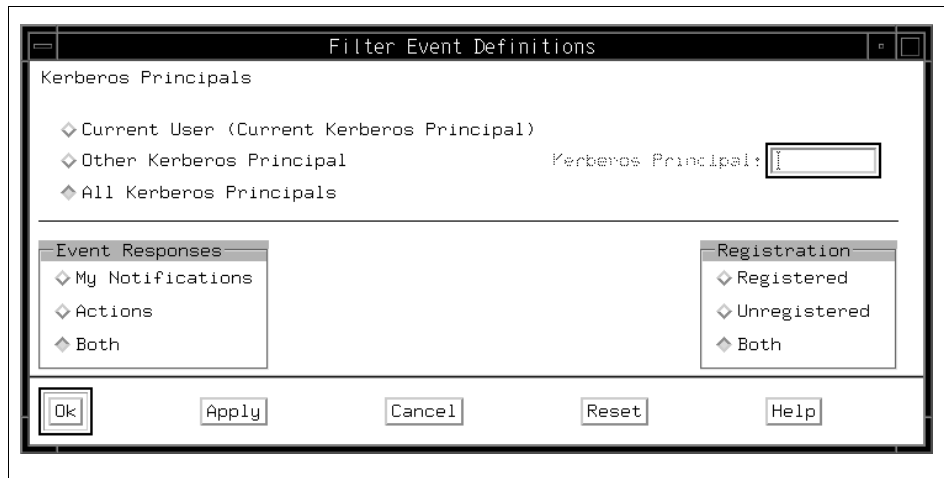 Filter Event Definitions
Kerberos Principals
Current User (Current Kerberos Principal)
Other Kerberos Principal Kerberos Principal:
All Kerberos Principals
Event Responses
My Notifications
Actions
Both
Registration
Registered
Unregistered
Both
Ok Apply Cancel Reset Help